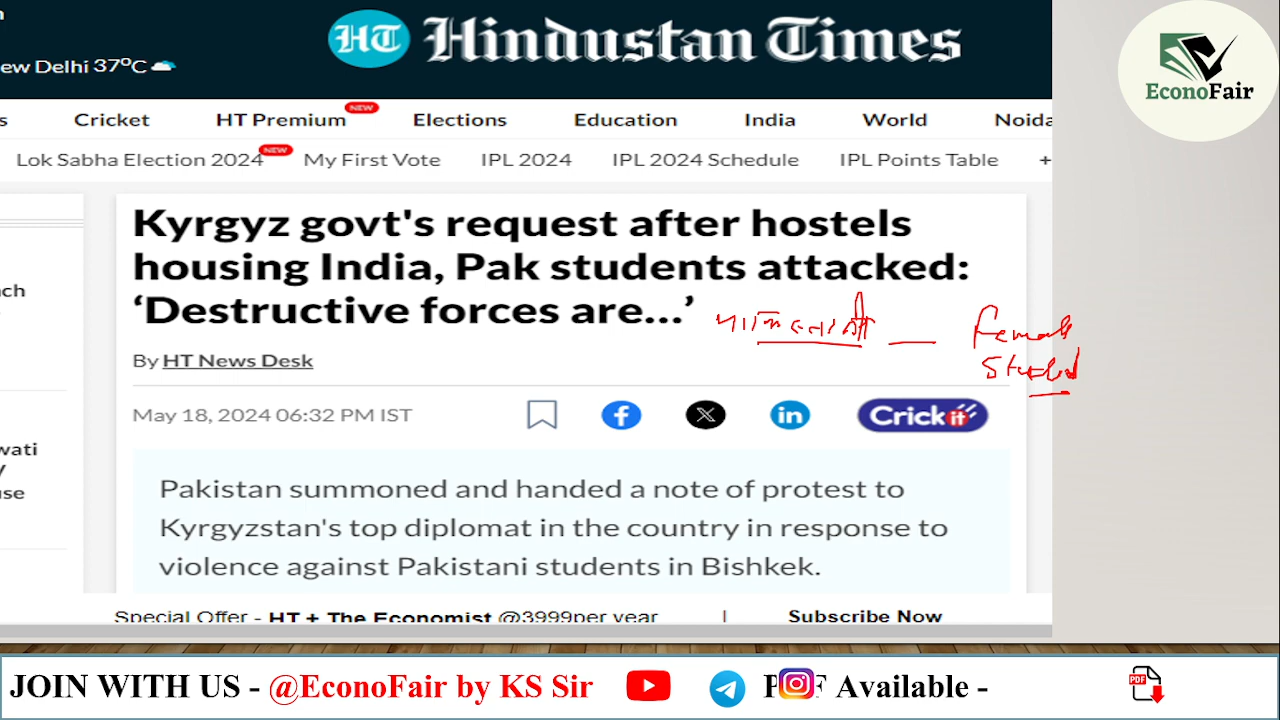 HT Hindustan Times
ew Delhi 37°C
EconoFair
s Cricket HT Premium NEW Elections Education India World Noida
Lok Sabha Election 2024 NEW My First Vote IPL 2024 IPL 2024 Schedule IPL Points Table +
Kyrgyz govt's request after hostels
housing India, Pak students attacked:
‘Destructive forces are...’
Female
By HT News Desk
May 18, 2024 06:32 PM IST
Crickit
ch
wati
Pakistan summoned and handed a note of protest to
Kyrgyzstan's top diplomat in the country in response to
violence against Pakistani students in Bishkek.
Special Offer - HT + The Economist @3999per year | Subscribe Now
JOIN WITH US - @EconoFair by KS Sir Available -
PDF